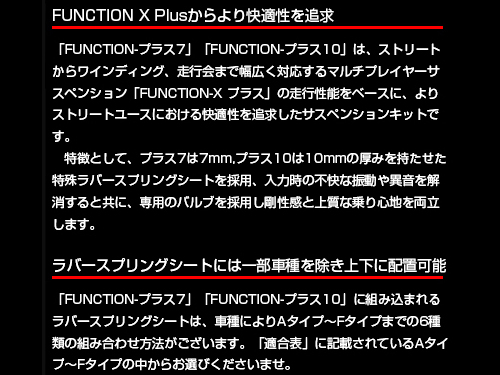 FUNCTION X Plusからより快適性を追求
「FUNCTION-プラス7」「FUNCTION-プラス10」は、ストリート
からワインディング、走行会まで幅広く対応するマルチプレイヤーサ
スペンション「FUNCTION-X プラス」の走行性能をベースに、より
ストリートユースにおける快適性を追求したサスペンションキットで
す。
　特徴として、プラス7は7mm,プラス10は10mmの厚みを持たせた
特殊ラバースプリングシートを採用、入力時の不快な振動や異音を解
消すると共に、専用のバルブを採用し剛性感と上質な乗り心地を両立
します。
ラバースプリングシートには一部車種を除き上下に配置可能
「FUNCTION-プラス7」「FUNCTION-プラス10」に組み込まれる
ラバースプリングシートは、車種によりAタイプ～Fタイプまでの6種
類の組み合わせ方法がございます。「適合表」に記載されているAタイ
プ～Fタイプの中からお選びくださいませ。